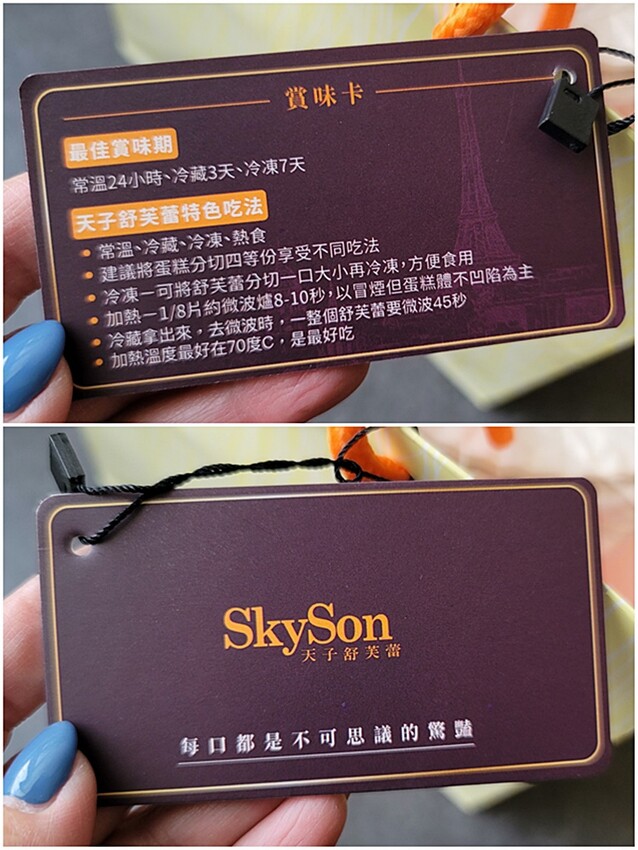 賞味卡
最佳賞味期
常溫24小時、冷藏3天、冷凍7天
天子舒芙蕾特色吃法
• 常溫、冷藏、冷凍、熱食
• 建議將蛋糕分切四等份享受不同吃法
• 冷凍－可將舒芙蕾分切一口大小再冷凍,方便食用
• 加熱－1/8片約微波爐8-10秒,以冒煙但蛋糕體不凹陷為主
• 冷藏拿出來，去微波時，一整個舒芙蕾要微波45秒
• 加熱溫度最好在70度C，是最好吃
SkySon
天子舒芙蕾
每口都是不可思議的驚豔